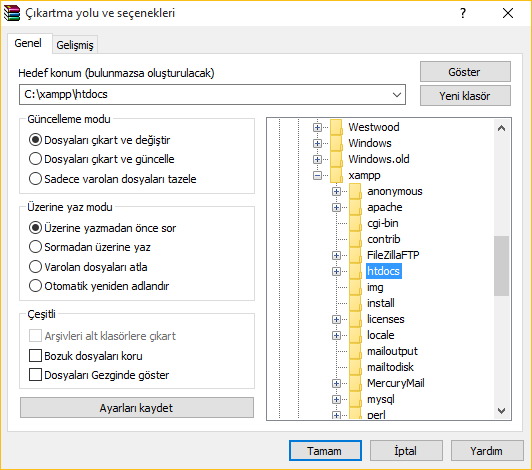 Çıkartma yolu ve seçenekleri
Genel
Gelişmiş
Hedef konum (bulunmazsa oluşturulacak)
Göster
C:\xampp\htdocs
Yeni klasör
Güncelleme modu
Dosyaları çıkart ve değiştir
Dosyaları çıkart ve güncelle
Sadece varolan dosyaları tazele
Üzerine yaz modu
Üzerine yazmadan önce sor
Sormadan üzerine yaz
Varolan dosyaları atla
Otomatik yeniden adlandır
Çeşitli
Arşivleri alt klasörlere çıkart
Bozuk dosyaları koru
Dosyaları Gezginde göster
Ayarları kaydet
Westwood
Windows
Windows.old
xampp
anonymous
apache
cgi-bin
contrib
FileZillaFTP
htdocs
img
install
licenses
locale
mailoutput
mailtodisk
MercuryMail
mysql
perl
Tamam
İptal
Yardım